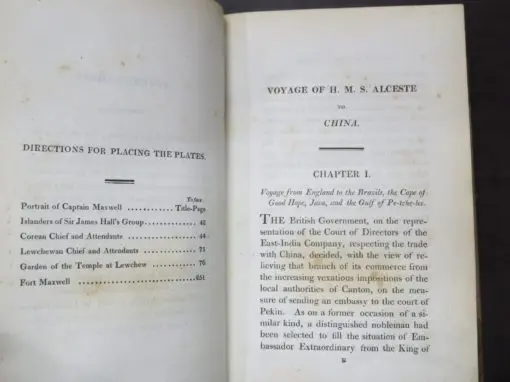 DIRECTIONS FOR PLACING THE PLATES.
To face
Portrait of Captain Maxwell Title-Page
Islanders of Sir James Hall's Group 41
Corean Chief and Attendants 44
Lewchewan Chief and Attendants 71
Garden of the Temple at Lewchew 76
Fort Maxwell 251
VOYAGE OF H. M. S. ALCESTE
TO
CHINA.
CHAPTER I.
Voyage from England to the Brazils, the Cape of
Good Hope, Java, and the Gulf of Pe-tche-lee.
THE British Government, on the repre-
sentation of the Court of Directors of the
East-India Company, respecting the trade
with China, decided, with the view of re-
lieving that branch of its commerce from
the increasing vexatious impositions of the
local authorities of Canton, on the mea-
sure of sending an embassy to the court of
Pekin. As on a former occasion of a si-
milar kind, a distinguished nobleman had
been selected to fill the situation of Em-
bassador Extraordinary from the King of
B